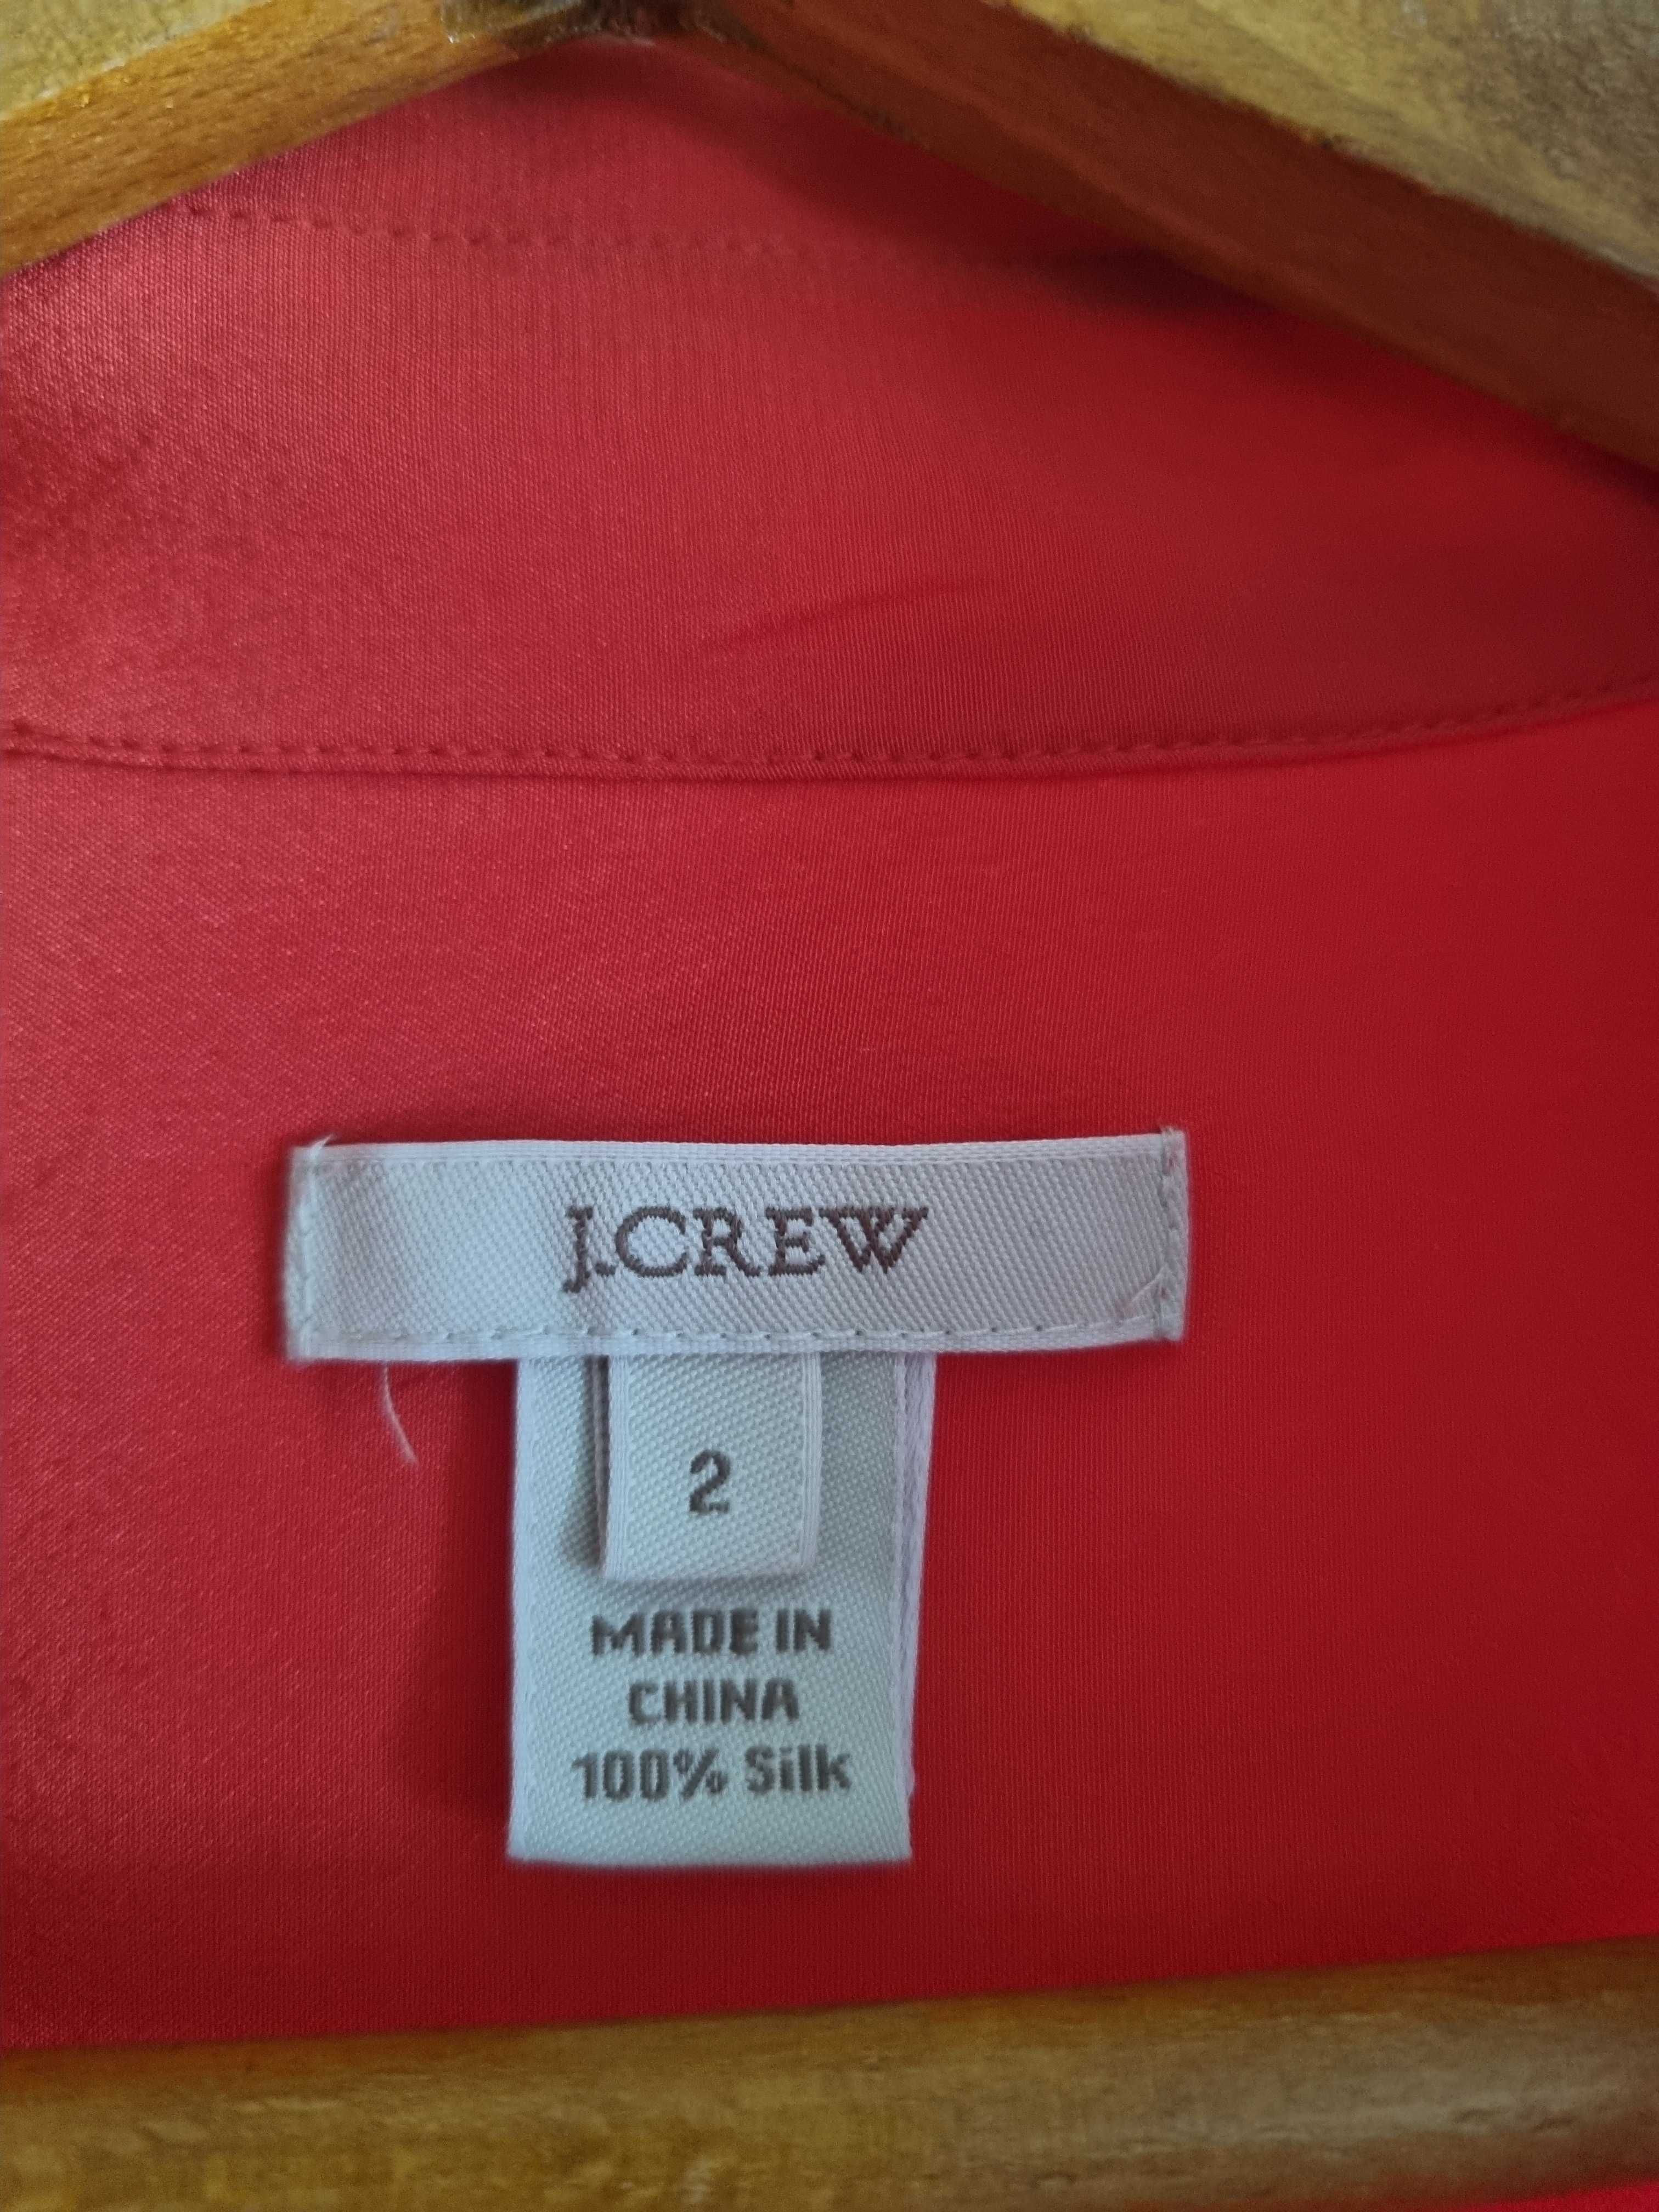 J.CREW
2
MADE IN
CHINA
100% Silk